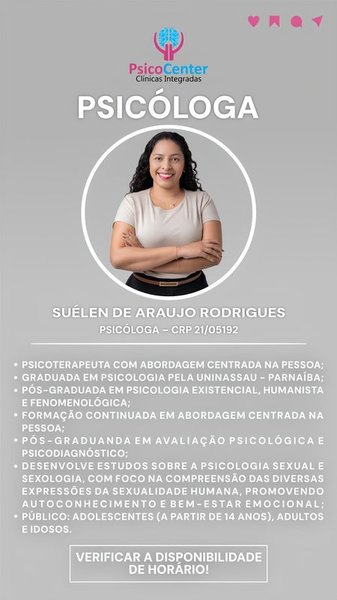 PsicoCenter
Clínicas Integradas
PSICÓLOGA
SUÉLEN DE ARAUJO RODRIGUES
PSICÓLOGA – CRP 21/05192
• PSICOTERAPEUTA COM ABORDAGEM CENTRADA NA PESSOA;
• GRADUADA EM PSICOLOGIA PELA UNINASSAU - PARNAÍBA;
• PÓS-GRADUADA EM PSICOLOGIA EXISTENCIAL, HUMANISTA
E FENOMENOLÓGICA;
• FORMAÇÃO CONTINUADA EM ABORDAGEM CENTRADA NA
PESSOA;
• PÓS-GRADUANDA EM AVALIAÇÃO PSICOLÓGICA E
PSICODIAGNÓSTICO;
• DESENVOLVE ESTUDOS SOBRE A PSICOLOGIA SEXUAL E
SEXOLOGIA, COM FOCO NA COMPREENSÃO DAS DIVERSAS
EXPRESSÕES DA SEXUALIDADE HUMANA, PROMOVENDO
AUTOCONHECIMENTO E BEM-ESTAR EMOCIONAL;
• PÚBLICO: ADOLESCENTES (A PARTIR DE 14 ANOS), ADULTOS
E IDOSOS.
VERIFICAR A DISPONIBILIDADE
DE HORÁRIO!